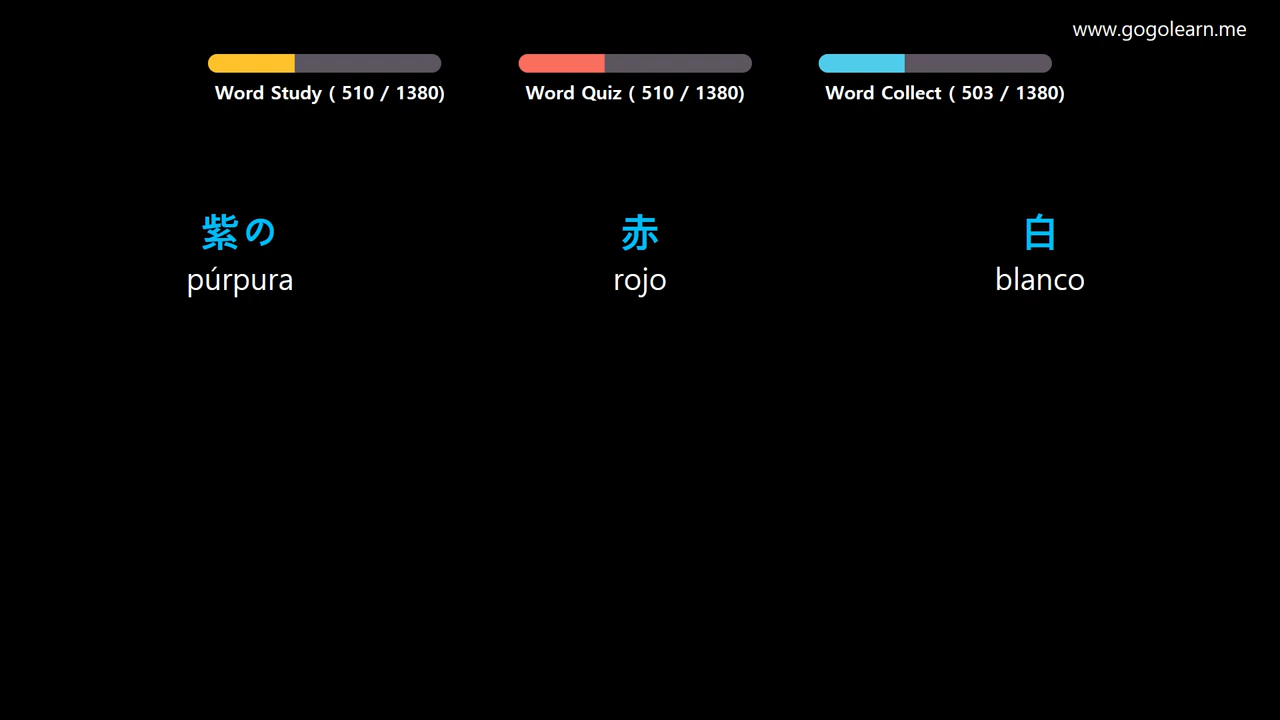 www.gogolearn.me
Word Study ( 510 / 1380)
Word Quiz ( 510 / 1380)
Word Collect ( 503 / 1380)
紫の
púrpura
赤
rojo
白
blanco